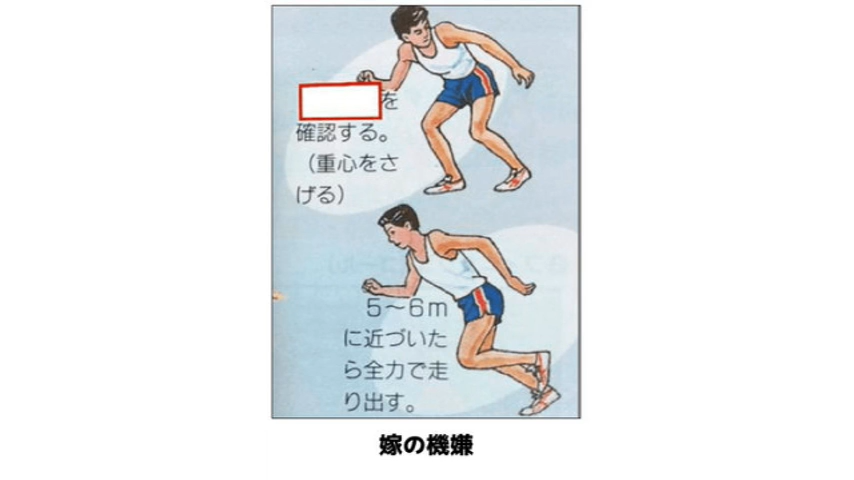 を
確認する。
（重心をさ
げる）
5～6m
に近づいた
ら全力で走
り出す。
嫁の機嫌